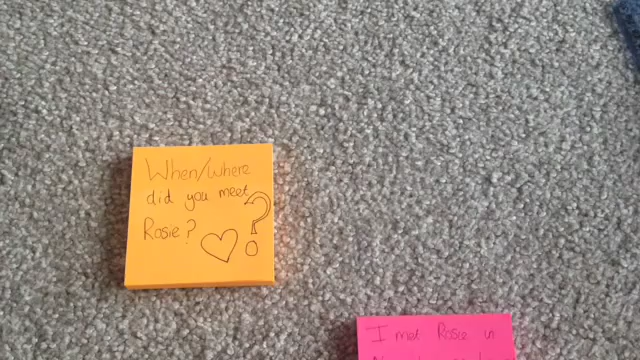 When/where
did you meet
Rosie?
?
I met Rosie in